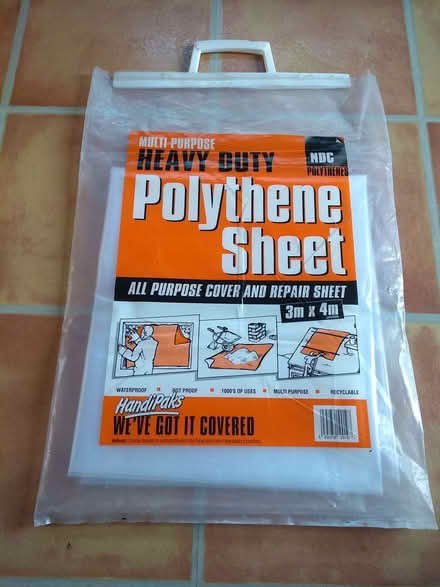 MULTI-PURPOSE
HEAVY DUTY
NDC
POLYTHENES
Polythene
Sheet
ALL PURPOSE COVER AND REPAIR SHEET
3m x 4m
WATERPROOF ROT PROOF 1000'S OF USES MULTI PURPOSE RECYCLABLE
HandiPaks
WE'VE GOT IT COVERED